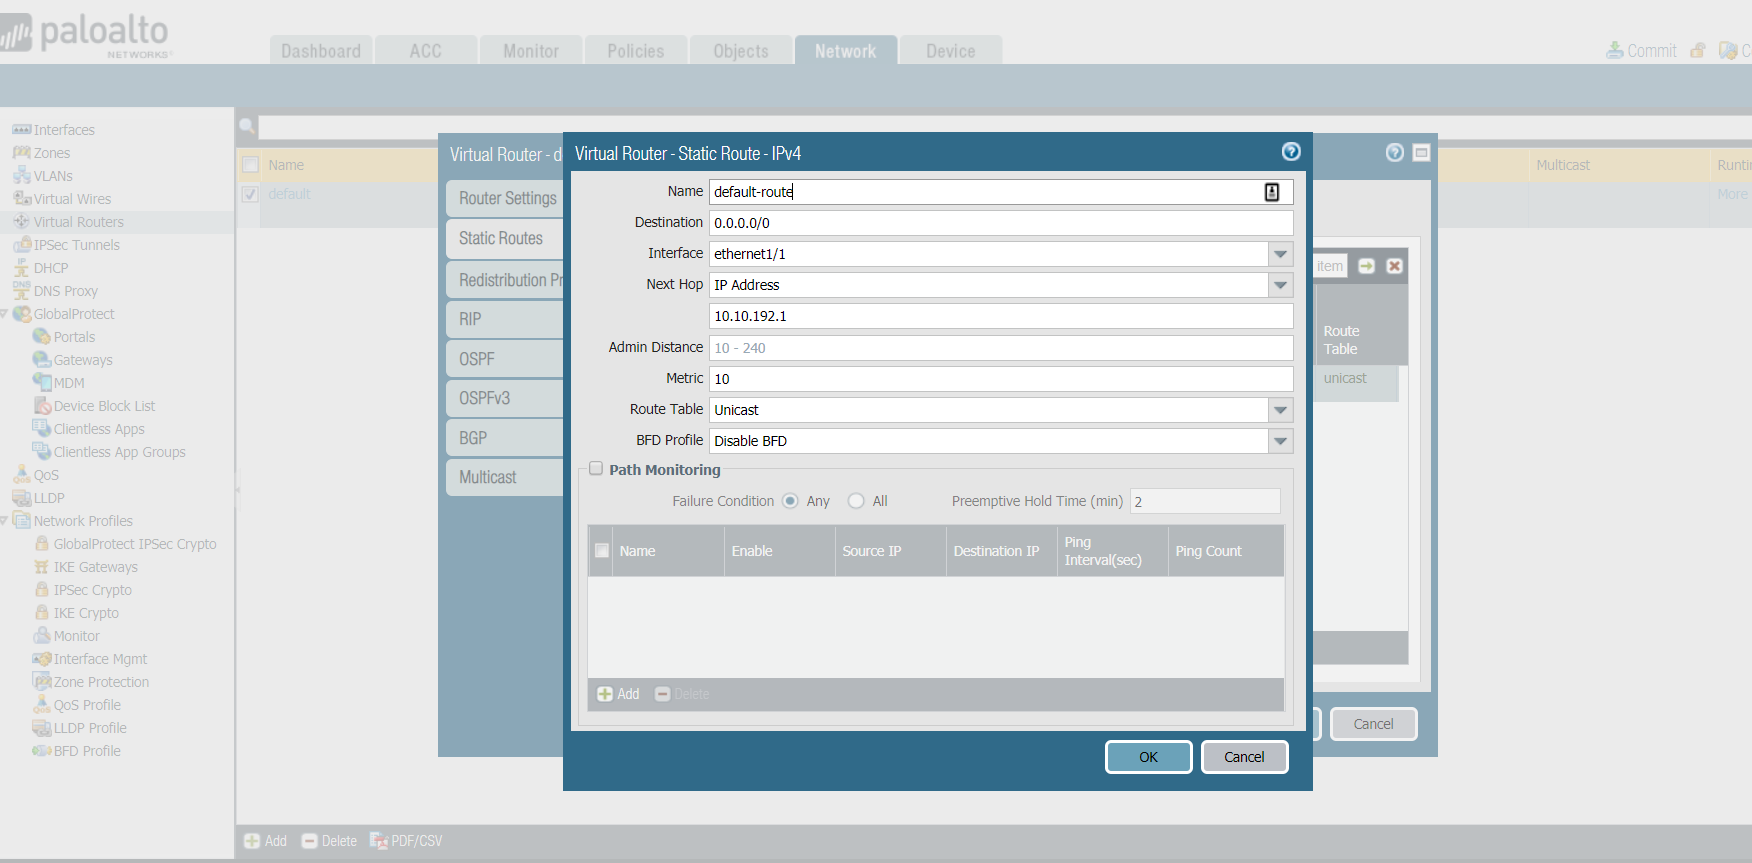 paloalto
NETWORKS
Dashboard
ACC
Monitor
Policies
Objects
Network
Device
Commit
Interfaces
Zones
VLANs
Virtual Wires
Virtual Routers
IPSec Tunnels
DHCP
DNS Proxy
GlobalProtect
Portals
Gateways
MDM
Device Block List
Clientless Apps
Clientless App Groups
QoS
LLDP
Network Profiles
GlobalProtect IPSec Crypto
IKE Gateways
IPSec Crypto
IKE Crypto
Monitor
Interface Mgmt
Zone Protection
QoS Profile
LLDP Profile
BFD Profile
Name
Multicast
default
More
Virtual Router - d
Router Settings
Static Routes
Redistribution Pr
RIP
OSPF
OSPFv3
BGP
Multicast
item
Route
Table
unicast
Cancel
Virtual Router - Static Route - IPv4
Name default-route
Destination 0.0.0.0/0
Interface ethernet1/1
Next Hop IP Address
10.10.192.1
Admin Distance 10 - 240
Metric 10
Route Table Unicast
BFD Profile Disable BFD
Path Monitoring
Failure Condition Any All Preemptive Hold Time (min) 2
Name Enable Source IP Destination IP Ping Interval(sec) Ping Count
Add Delete
OK Cancel
Add Delete PDF/CSV